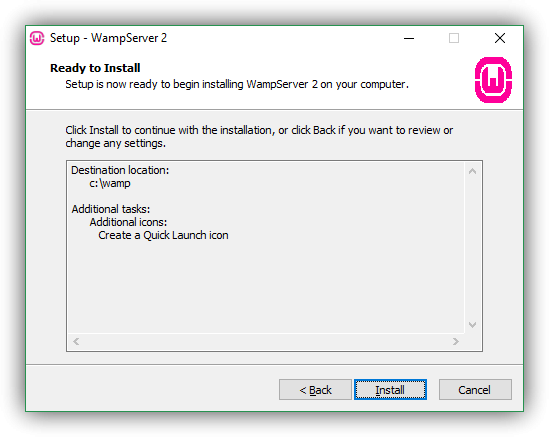 Setup - WampServer 2
Ready to Install
Setup is now ready to begin installing WampServer 2 on your computer.
Click Install to continue with the installation, or click Back if you want to review or
change any settings.
Destination location:
c:\wamp
Additional tasks:
Additional icons:
Create a Quick Launch icon
< Back
Install
Cancel